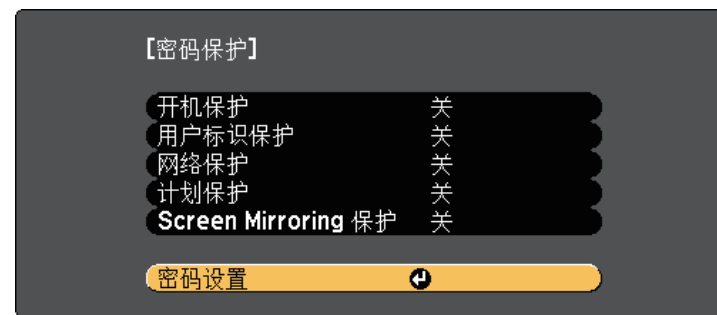 [密码保护]
开机保护 关
用户标识保护 关
网络保护 关
计划保护 关
Screen Mirroring 保护 关
密码设置